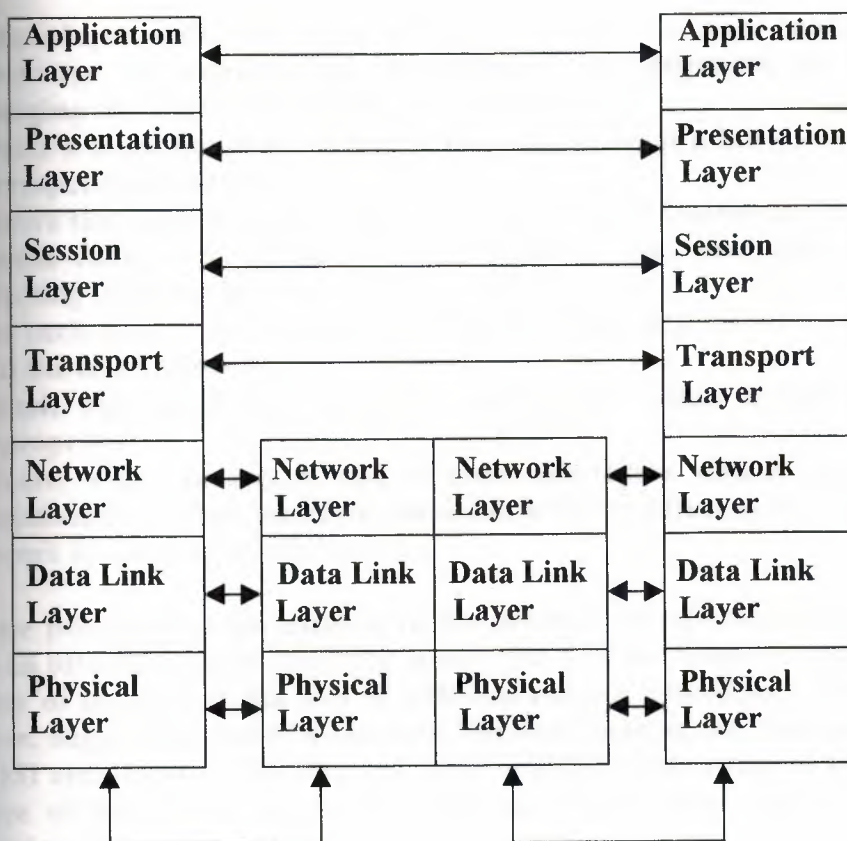 Application
Layer
Presentation
Layer
Session
Layer
Transport
Layer
Network
Layer
Data Link
Layer
Physical
Layer
Network
Layer
Data Link
Layer
Physical
Layer
Network
Layer
Data Link
Layer
Physical
Layer
Application
Layer
Presentation
Layer
Session
Layer
Transport
Layer
Network
Layer
Data Link
Layer
Physical
Layer